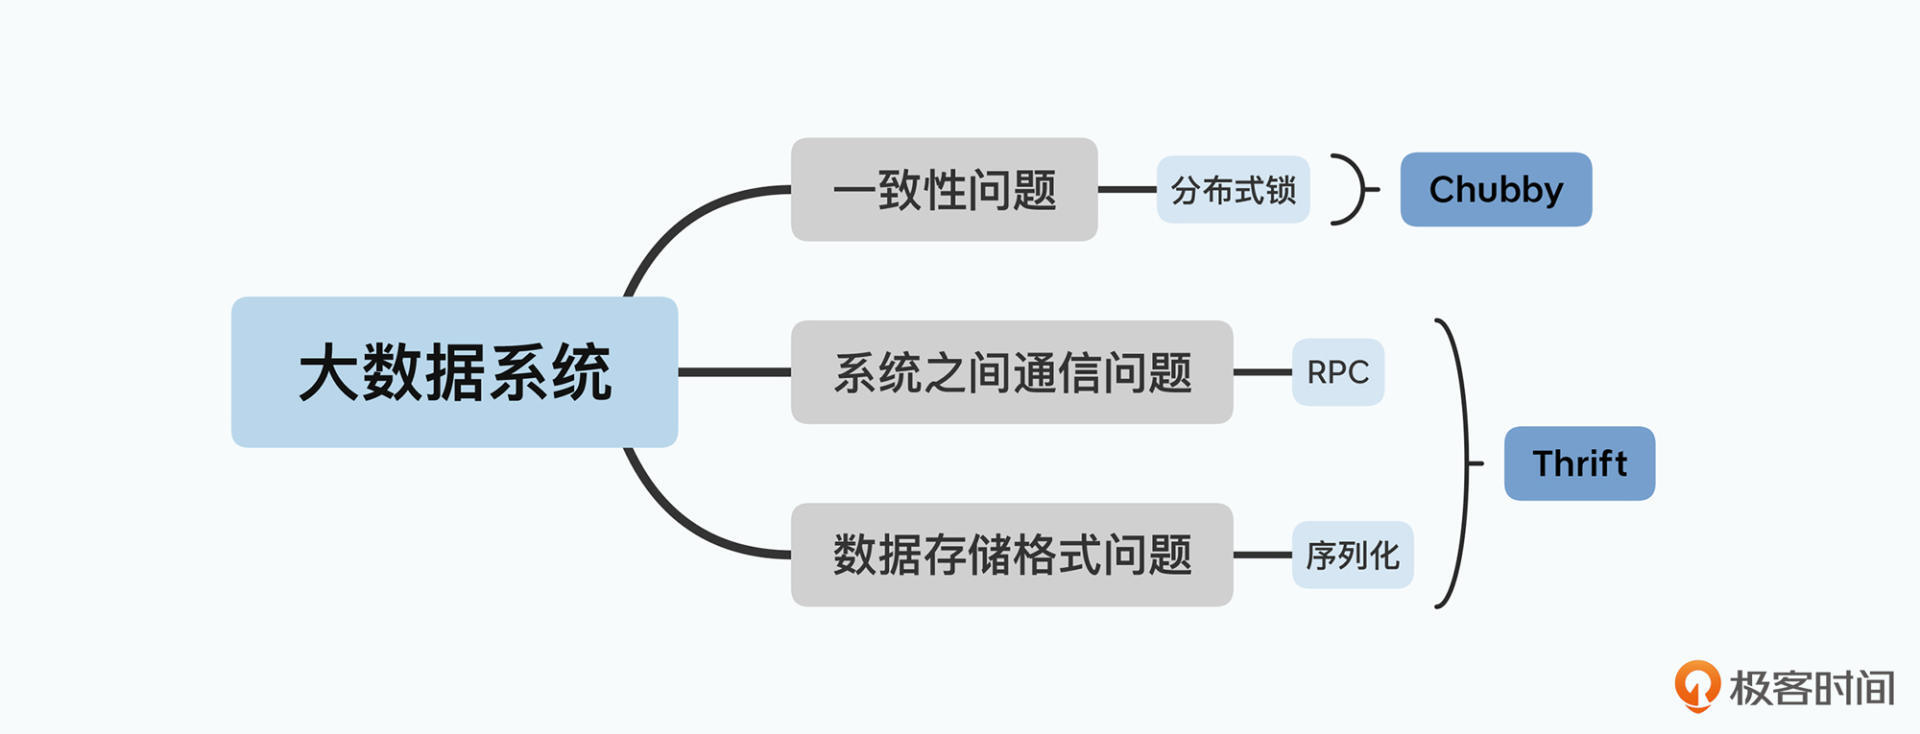 大数据系统
一致性问题
分布式锁
Chubby
系统之间通信问题
RPC
数据存储格式问题
序列化
Thrift
极客时间